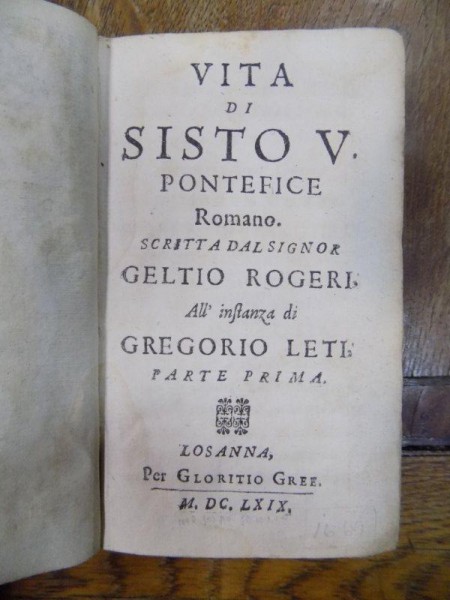 VITA
DI
SISTO V.
PONTEFICE
Romano.
SCRITTA DAL SIGNOR
GELTIO ROGERI,
All' inſtanza di
GREGORIO LETI,
PARTE PRIMA.
LOSANNA,
Per GLORITIO GREE.
M. DC. LXIX.